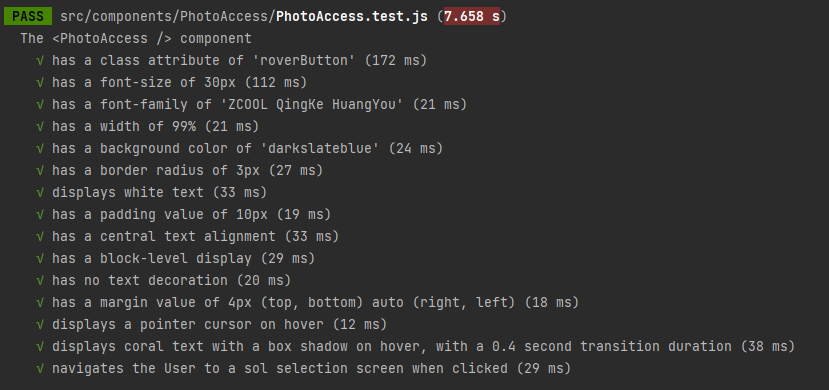 PASS src/components/PhotoAccess/PhotoAccess.test.js (7.658 s)
The <PhotoAccess /> component
√ has a class attribute of 'roverButton' (172 ms)
√ has a font-size of 30px (112 ms)
√ has a font-family of 'ZCOOL QingKe HuangYou' (21 ms)
√ has a width of 99% (21 ms)
√ has a background color of 'darkslateblue' (24 ms)
√ has a border radius of 3px (27 ms)
√ displays white text (33 ms)
√ has a padding value of 10px (19 ms)
√ has a central text alignment (33 ms)
√ has a block-level display (29 ms)
√ has no text decoration (20 ms)
√ has a margin value of 4px (top, bottom) auto (right, left) (18 ms)
√ displays a pointer cursor on hover (12 ms)
√ displays coral text with a box shadow on hover, with a 0.4 second transition duration (38 ms)
√ navigates the User to a sol selection screen when clicked (29 ms)